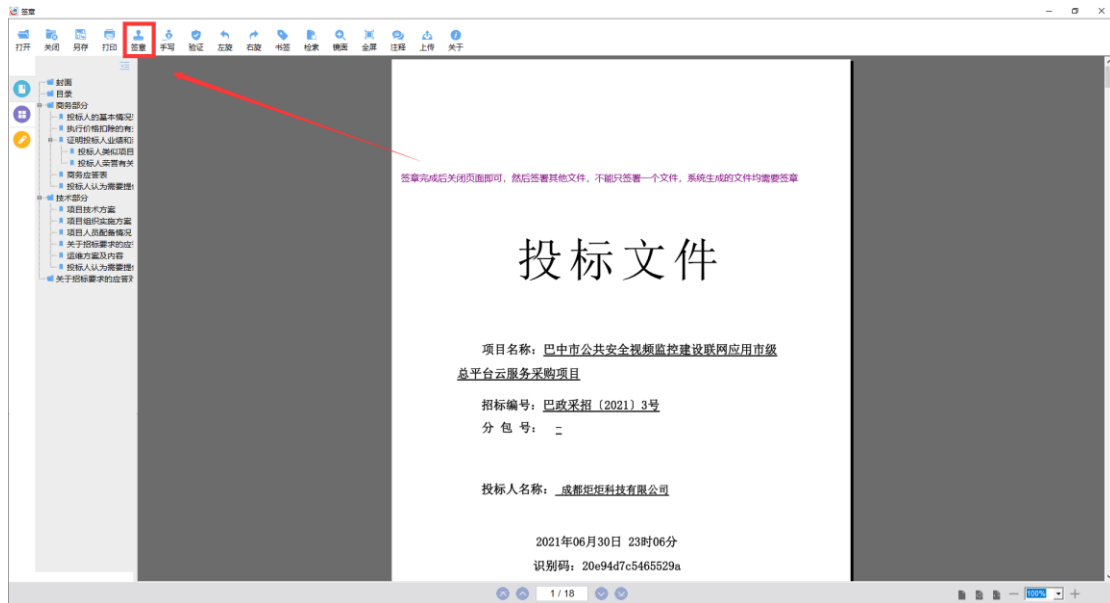 签章
打开 关闭 另存 打印 签章 手写 验证 左旋 右旋 书签 检索 镜面 全屏 注释 上传 关于
封面
目录
商务部分
投标人的基本情况
执行价格扣除的有
证明投标人业绩和
投标人类似项目
投标人荣誉有关
商务应答表
投标人认为需要提
技术部分
项目技术方案
项目组织实施方案
项目人员配备情况
关于招标要求的应
运维方案及内容
投标人认为需要提
关于招标要求的应答
签章完成后关闭页面即可，然后签署其他文件，不能只签署一个文件，系统生成的文件均需要签章
投标文件
项目名称：巴中市公共安全视频监控建设联网应用市级
总平台云服务采购项目
招标编号：巴政采招〔2021〕3号
分 包 号： －
投标人名称： 成都炬炬科技有限公司
2021年06月30日 23时06分
识别码：20e94d7c5465529a
1 / 18
100%